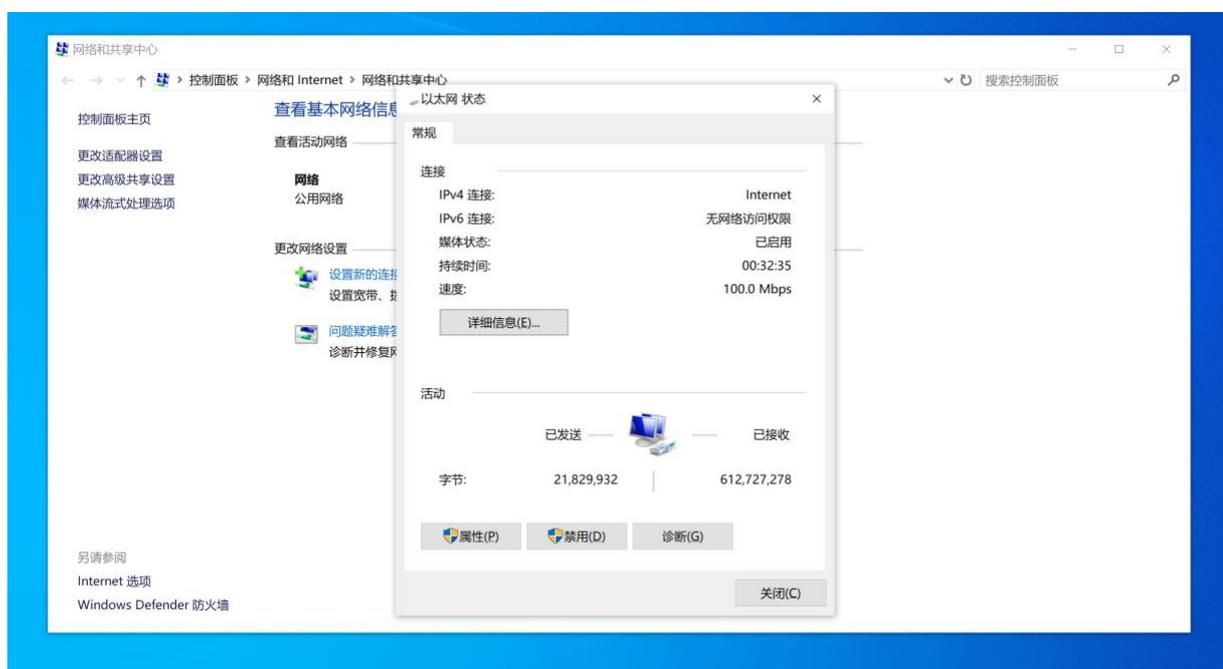 网络和共享中心
控制面板 网络和 Internet 网络和共享中心
搜索控制面板
控制面板主页
更改适配器设置
更改高级共享设置
媒体流式处理选项
查看基本网络信息
查看活动网络
网络
公用网络
更改网络设置
设置新的连接
设置宽带、拨
问题疑难解答
诊断并修复网
另请参阅
Internet 选项
Windows Defender 防火墙
以太网 状态
常规
连接
IPv4 连接: Internet
IPv6 连接: 无网络访问权限
媒体状态: 已启用
持续时间: 00:32:35
速度: 100.0 Mbps
详细信息(E)...
活动
已发送 已接收
字节: 21,829,932 612,727,278
属性(P) 禁用(D) 诊断(G)
关闭(C)